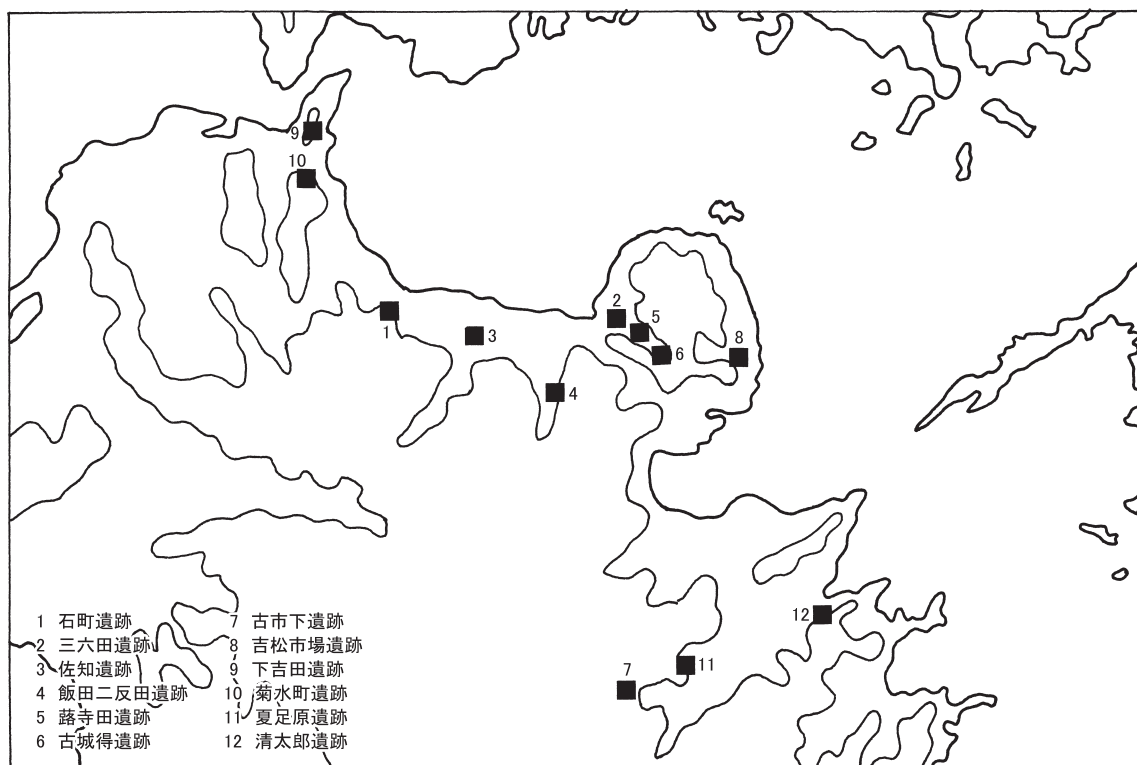 9
10
1
3
4
2
5
6
8
12
11
7
1 石町遺跡
2 三六田遺跡
3 佐知遺跡
4 飯田二反田遺跡
5 蕗寺田遺跡
6 古城得遺跡
7 古市下遺跡
8 吉松市場遺跡
9 下吉田遺跡
10 菊水町遺跡
11 夏足原遺跡
12 清太郎遺跡